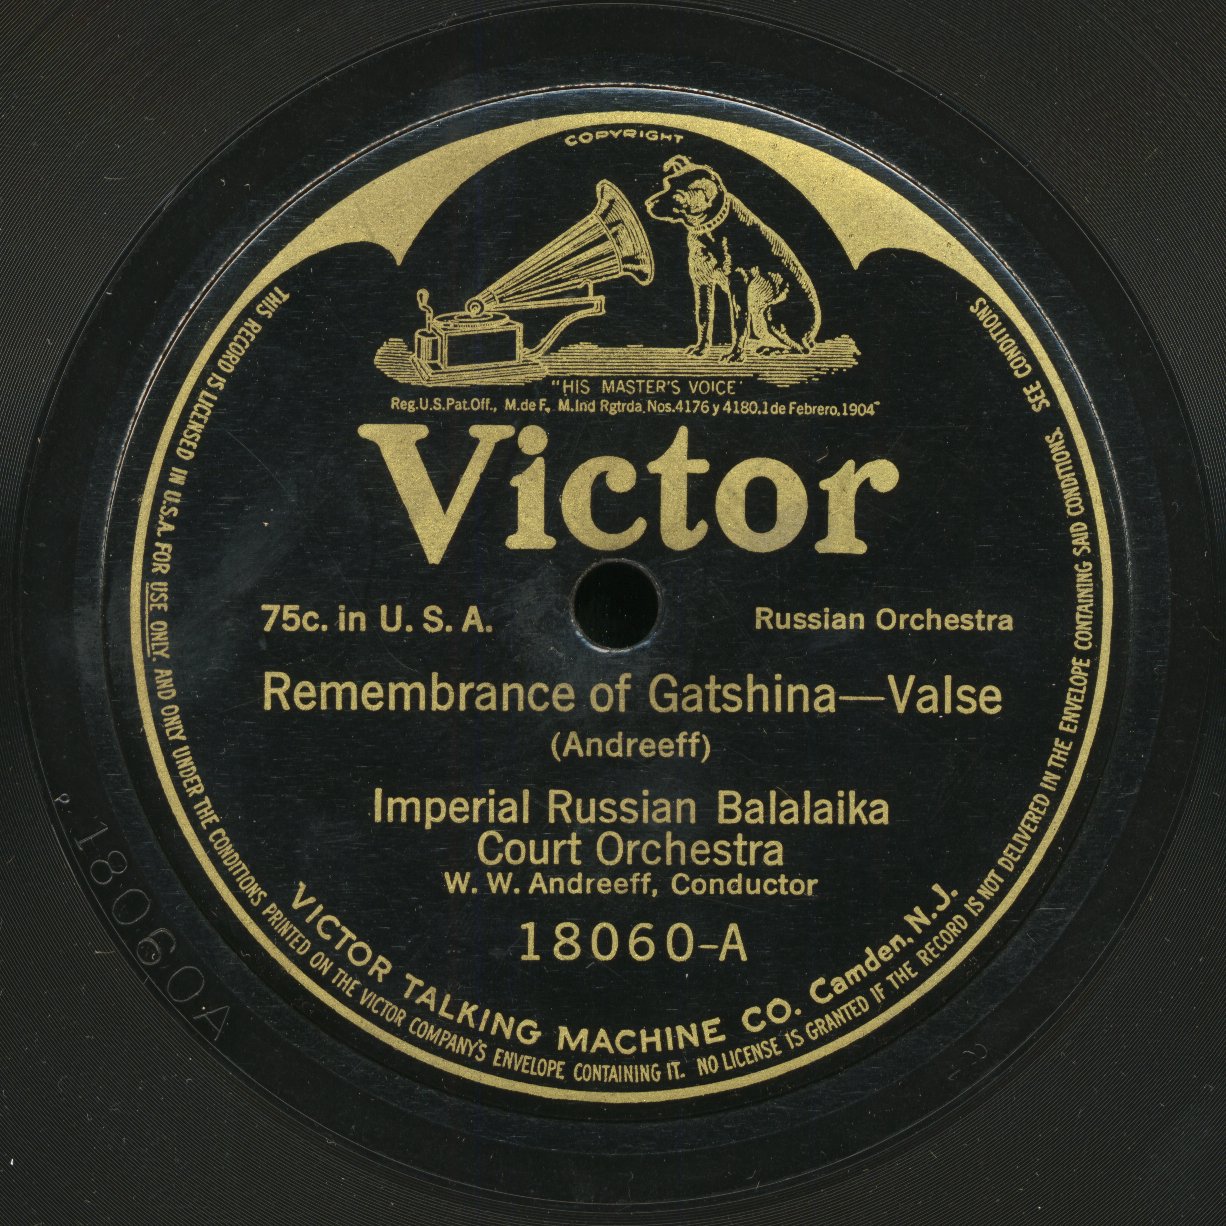 COPYRIGHT
"HIS MASTER'S VOICE"
Reg.U.S.Pat.Off., M.de F., M.Ind Rgtrda, Nos.4176 y 4180,1 de Febrero,1904
Victor
75c. in U. S. A.
Russian Orchestra
Remembrance of Gatshina—Valse
(Andreeff)
Imperial Russian Balalaika
Court Orchestra
W. W. Andreeff, Conductor
18060-A
VICTOR TALKING MACHINE CO. Camden, N.J.
THIS RECORD IS LICENSED IN U.S.A. FOR USE ONLY. AND ONLY UNDER THE CONDITIONS PRINTED ON THE VICTOR COMPANY'S ENVELOPE CONTAINING IT. NO LICENSE IS GRANTED IF THE RECORD IS NOT DELIVERED IN THE ENVELOPE CONTAINING SAID CONDITIONS. SEE CONDITIONS
18060A